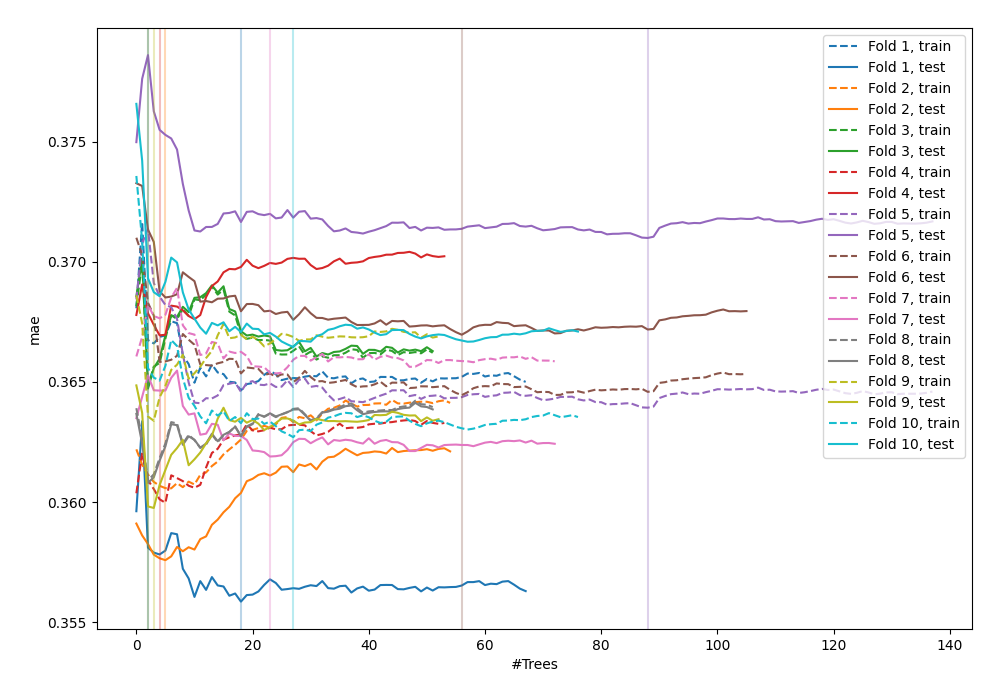 0.375
0.370
0.365
0.360
0.355
mae
0
20
40
60
80
100
120
140
#Trees
Fold 1, train
Fold 1, test
Fold 2, train
Fold 2, test
Fold 3, train
Fold 3, test
Fold 4, train
Fold 4, test
Fold 5, train
Fold 5, test
Fold 6, train
Fold 6, test
Fold 7, train
Fold 7, test
Fold 8, train
Fold 8, test
Fold 9, train
Fold 9, test
Fold 10, train
Fold 10, test